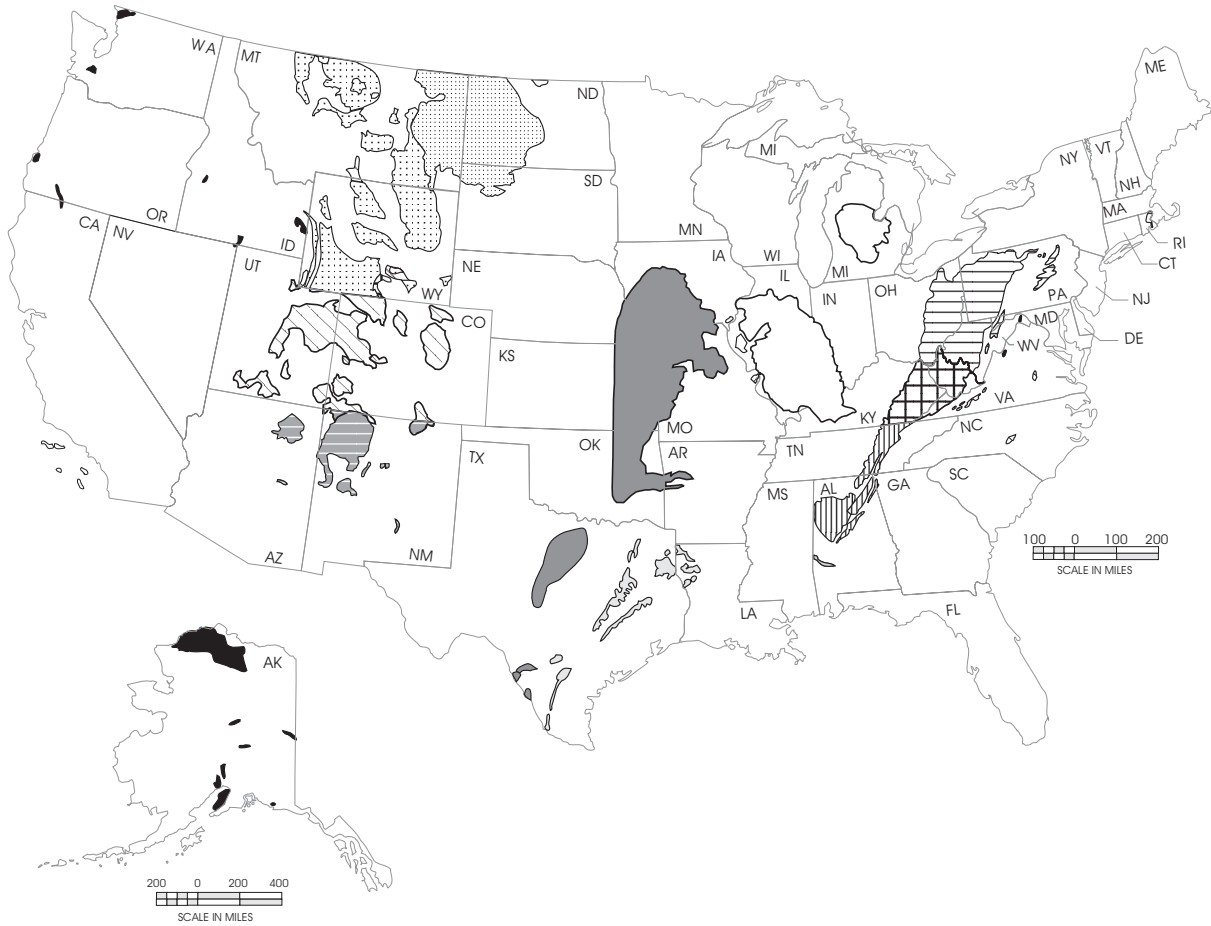 WA
MT
ND
ME
MI
NY
VT
NH
SD
MN
MA
OR
ID
CA
NV
RI
CT
UT
NE
WY
IA
WI
IL
MI
IN
OH
PA
NJ
MD
DE
CO
KS
WV
VA
KY
MO
NC
OK
AR
TN
TX
SC
MS
AL
GA
AZ
NM
LA
FL
100 0 100 200
SCALE IN MILES
AK
200 0 200 400
SCALE IN MILES